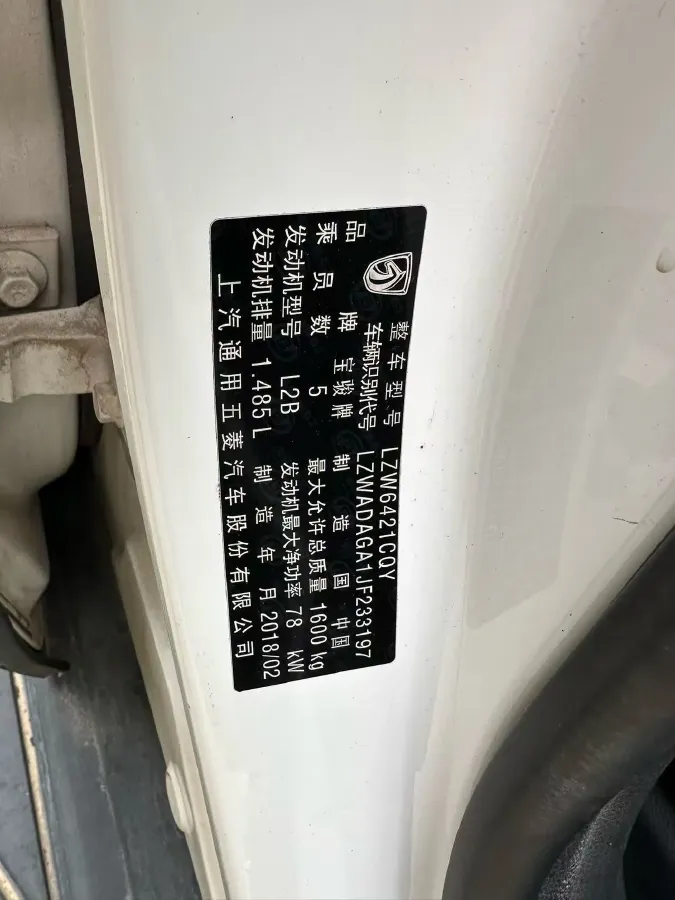 整车型号 LZW6421CQY
车辆识别代号 LZWADAGA1JF233197
品牌 宝骏牌 制造国 中国
乘员数 5 最大允许总质量 1600 kg
发动机型号 L2B 发动机最大净功率 78 kW
发动机排量 1.485L 制造年月 2018/02
上汽通用五菱汽车股份有限公司